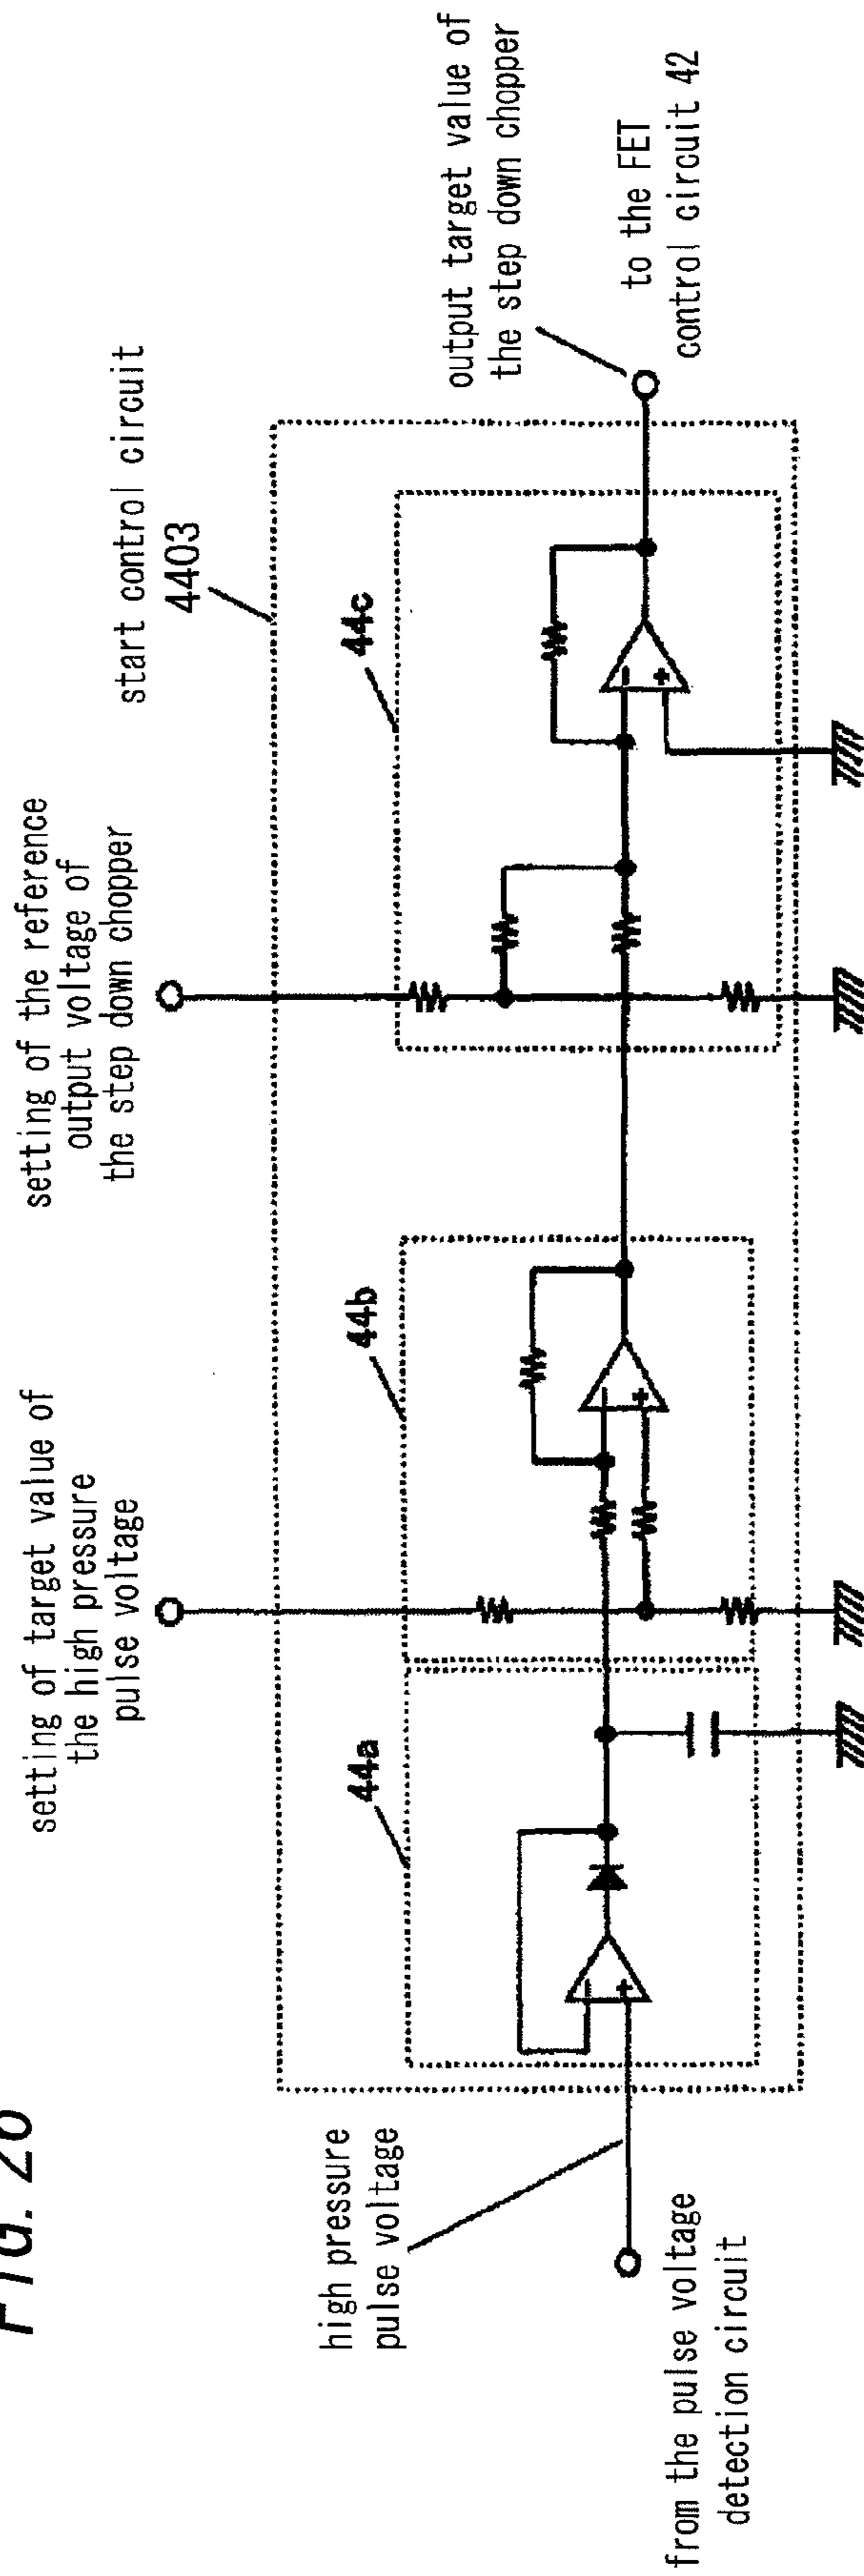 FIG. 26
setting of target value of
the high pressure
pulse voltage
setting of the reference
output voltage of
the step down chopper
start control circuit
4403
output target value of
the step down chopper
to the FET
control circuit 42
44a
44b
44c
high pressure
pulse voltage
from the pulse voltage
detection circuit
−
+
−
+
−
+